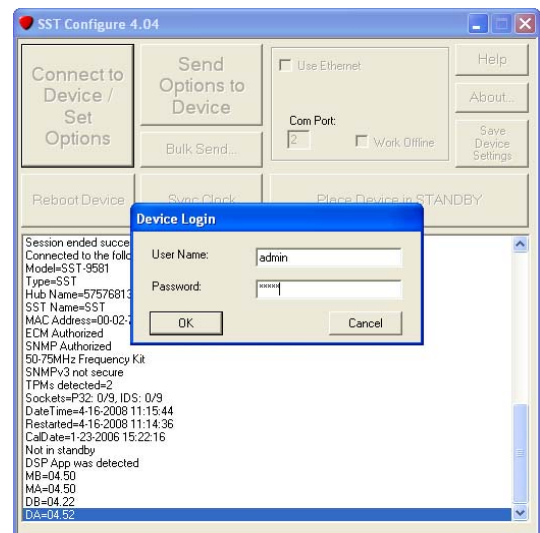 SST Configure 4.04
Connect to Device / Set Options
Send Options to Device
Bulk Send...
Use Ethernet
Com Port:
2
Work Offline
Help
About...
Save Device Settings
Reboot Device
Sync Clock
Place Device in STANDBY
Device Login
User Name:
admin
Password:
xxxxx
OK
Cancel
Session ended succe
Connected to the follo
Model=SST-9581
Type=SST
Hub Name=57576813
SST Name=SST
MAC Address=00-02-
ECM Authorized
SNMP Authorized
50-75MHz Frequency Kit
SNMPv3 not secure
TPMs detected=2
Sockets=P32: 0/9, IDS: 0/9
DateTime=4-16-2008 11:15:44
Restarted=4-16-2008 11:14:36
CalDate=1-23-2006 15:22:16
Not in standby
DSP App was detected
MB=04.50
MA=04.50
DB=04.22
DA=04.52